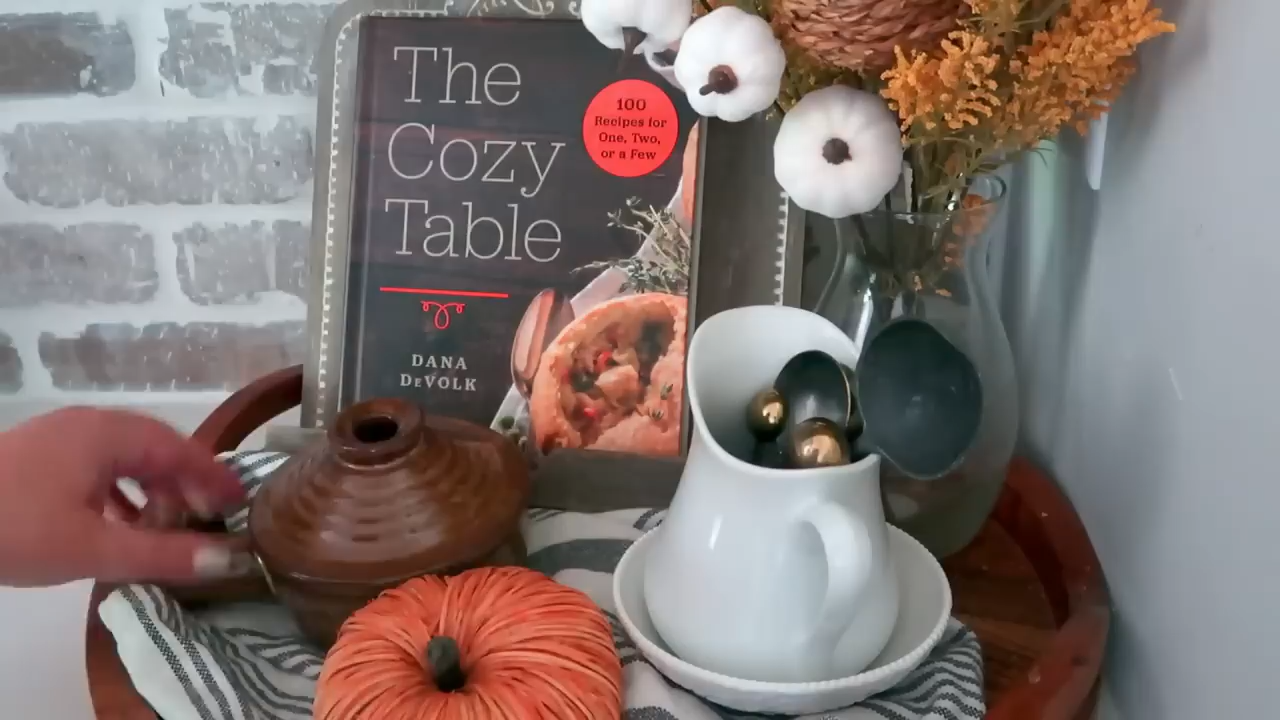 The
Cozy
Table
100
Recipes for
One, Two,
or a Few
DANA
DeVOLK